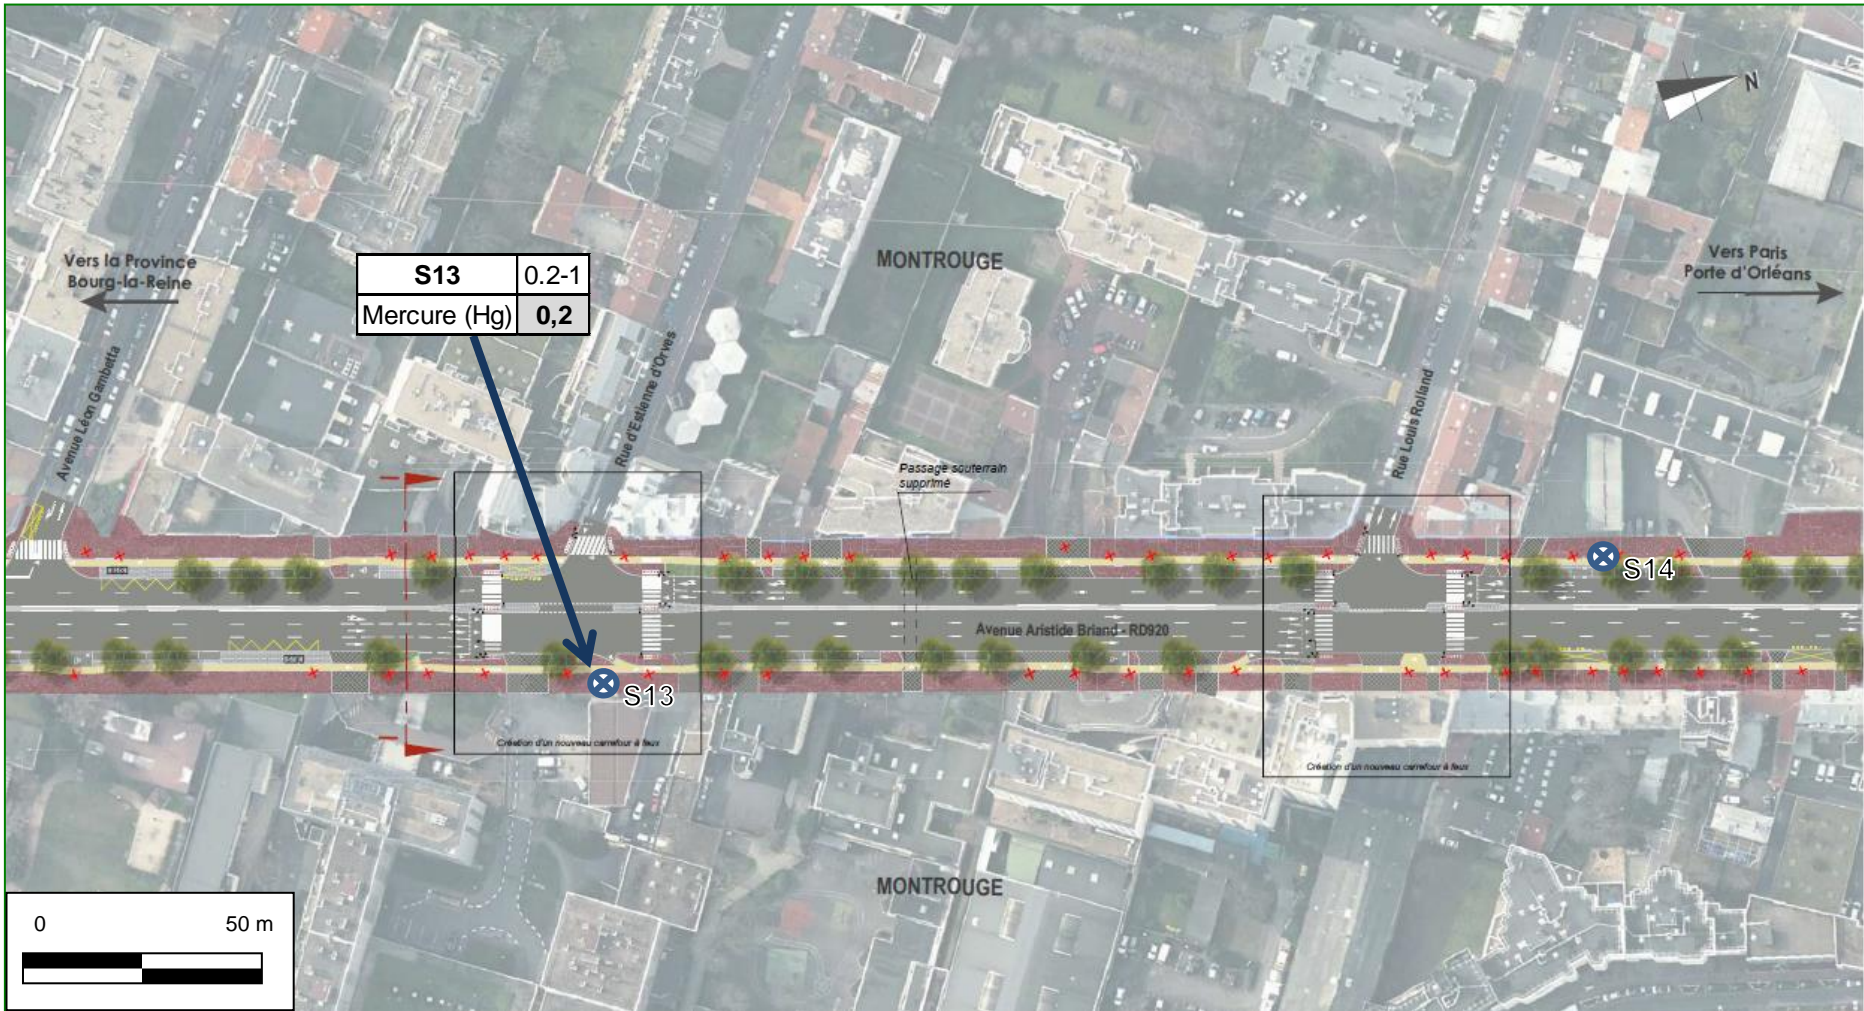 N
Vers la Province
Bourg-la-Reine
S13 0.2-1
Mercure (Hg) 0,2
MONTROUGE
Vers Paris
Porte d'Orléans
Avenue Léon Gambetta
Rue d'Estienne d'Orves
Rue Louis Rolland
Passage souterrain
supprimé
S14
Avenue Aristide Briand - RD920
S13
Création d'un nouveau carrefour à feux
Création d'un nouveau carrefour à feux
MONTROUGE
0 50 m